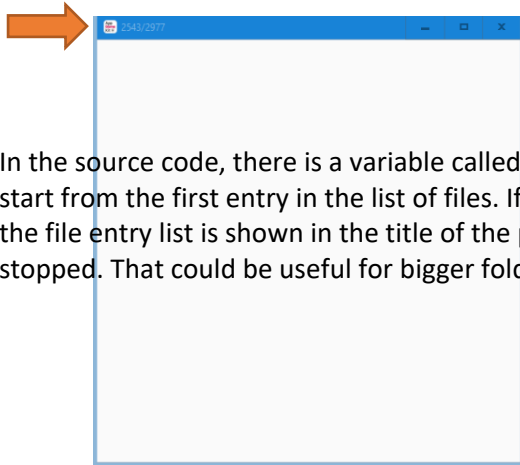 2543/2977
In the source code, there is a variable called
start from the first entry in the list of files. If
the file entry list is shown in the title of the
stopped. That could be useful for bigger